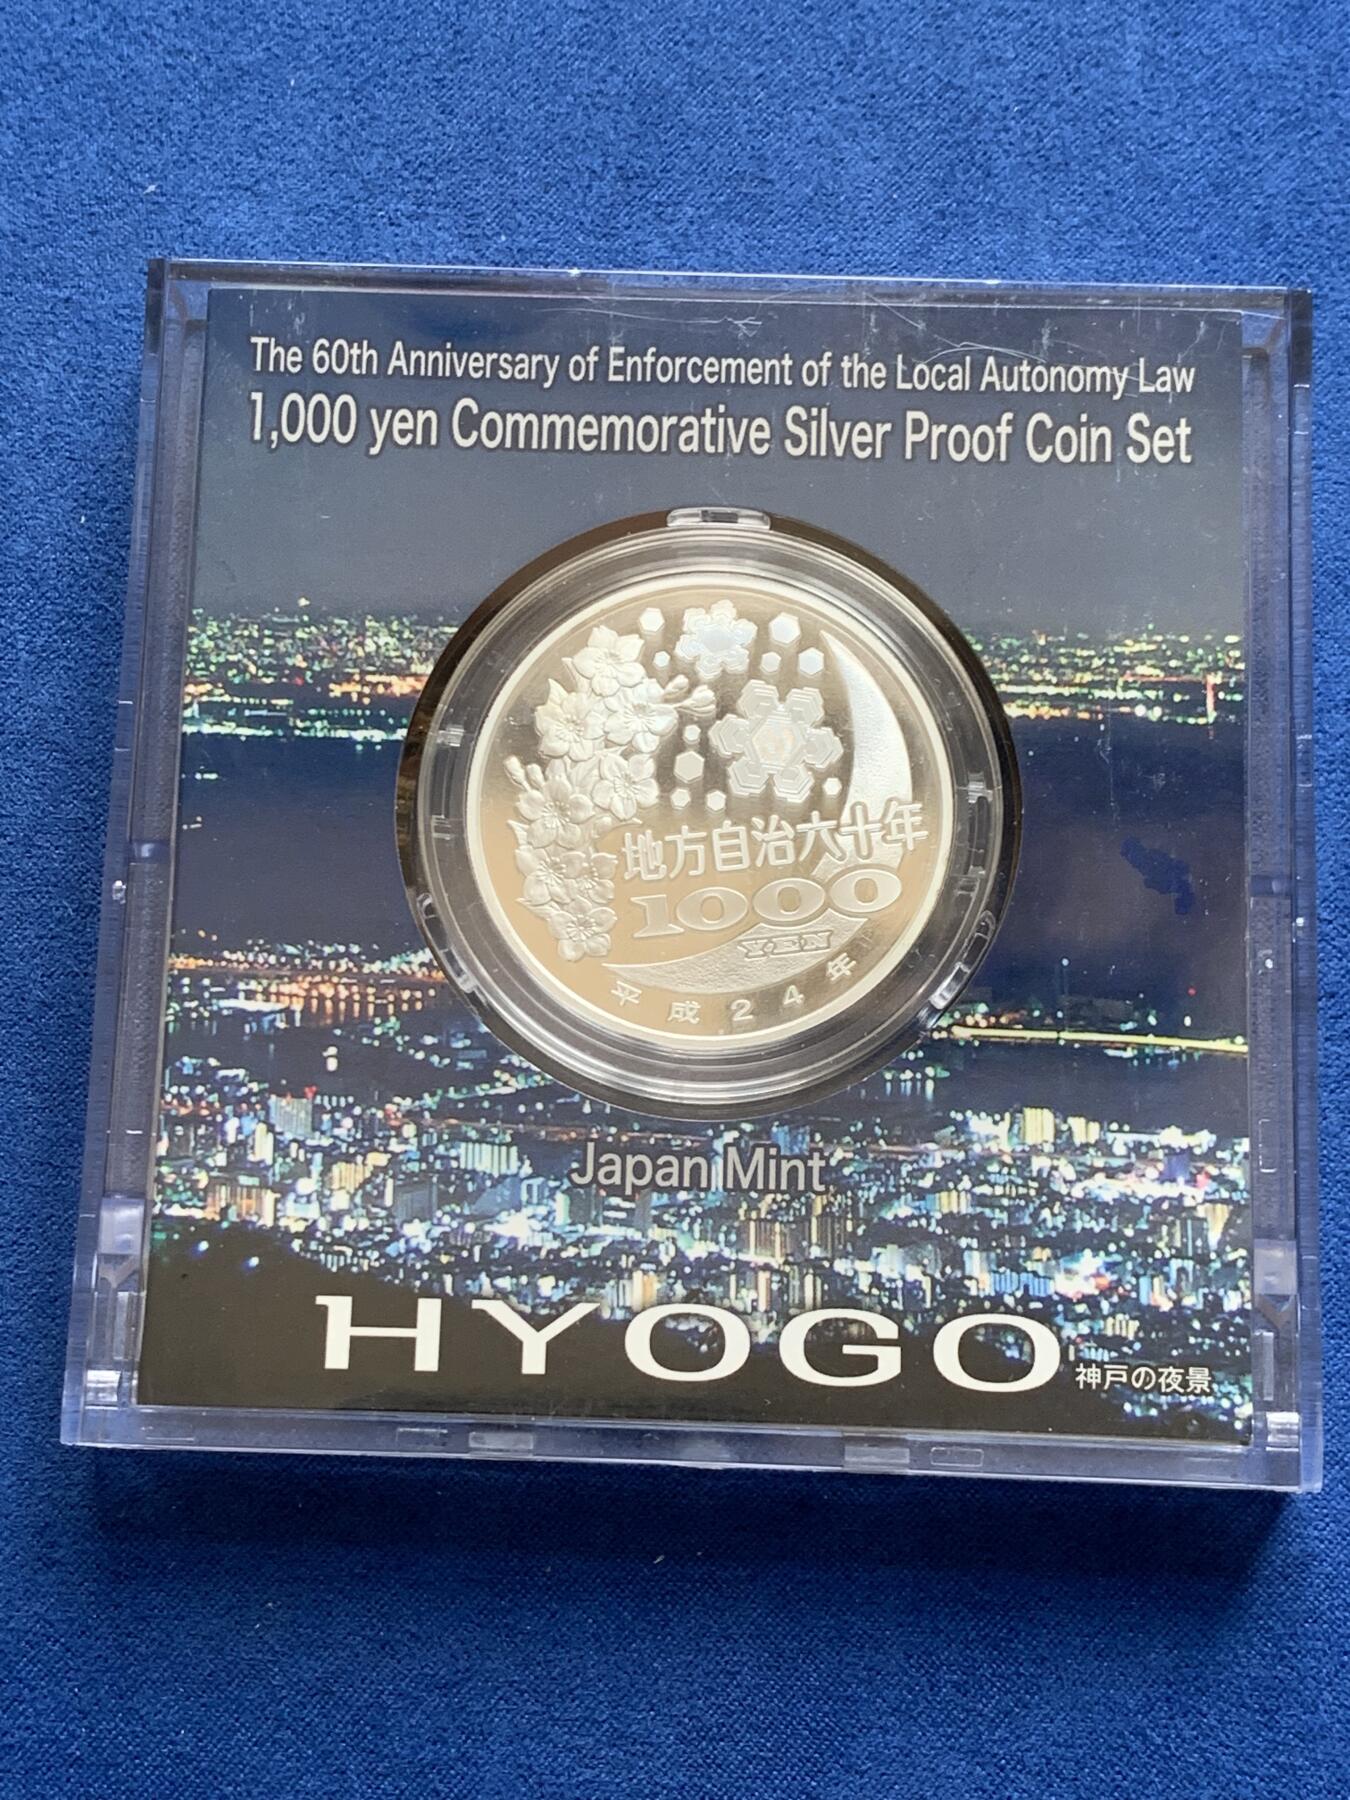 The 60th Anniversary of Enforcement of the Local Autonomy Law
1,000 yen Commemorative Silver Proof Coin Set
地方自治六十年
1000
YEN
平成24年
Japan Mint
HYOGO
神戸の夜景